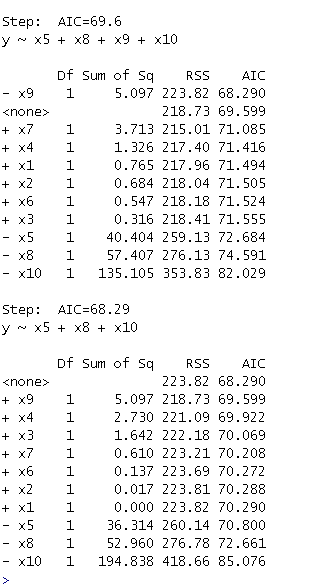 Step:  AIC=69.6
y ~ x5 + x8 + x9 + x10
       Df Sum of Sq    RSS    AIC
- x9    1     5.097 223.82 68.290
<none>              218.73 69.599
+ x7    1     3.713 215.01 71.085
+ x4    1     1.326 217.40 71.416
+ x1    1     0.765 217.96 71.494
+ x2    1     0.684 218.04 71.505
+ x6    1     0.547 218.18 71.524
+ x3    1     0.316 218.41 71.555
- x5    1    40.404 259.13 72.684
- x8    1    57.407 276.13 74.591
- x10   1   135.105 353.83 82.029
Step:  AIC=68.29
y ~ x5 + x8 + x10
       Df Sum of Sq    RSS    AIC
<none>              223.82 68.290
+ x9    1     5.097 218.73 69.599
+ x4    1     2.730 221.09 69.922
+ x3    1     1.642 222.18 70.069
+ x7    1     0.610 223.21 70.208
+ x6    1     0.137 223.69 70.272
+ x2    1     0.017 223.81 70.288
+ x1    1     0.000 223.82 70.290
- x5    1    36.314 260.14 70.800
- x8    1    52.960 276.78 72.661
- x10   1   194.838 418.66 85.076
>